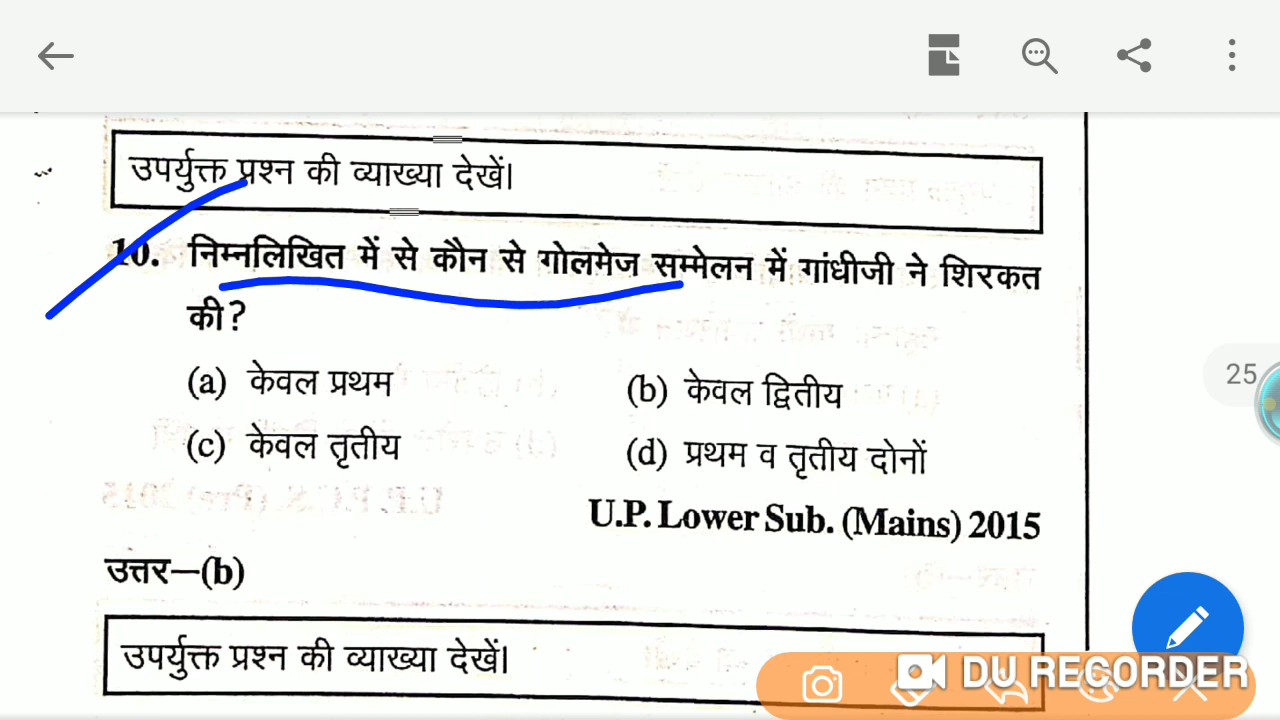 उपर्युक्त प्रश्न की व्याख्या देखें।
10. निम्नलिखित में से कौन से गोलमेज सम्मेलन में गांधीजी ने शिरकत
की?
(a) केवल प्रथम (b) केवल द्वितीय
(c) केवल तृतीय (d) प्रथम व तृतीय दोनों
U.P. Lower Sub. (Mains) 2015
25
उत्तर—(b)
उपर्युक्त प्रश्न की व्याख्या देखें।
DU RECORDER